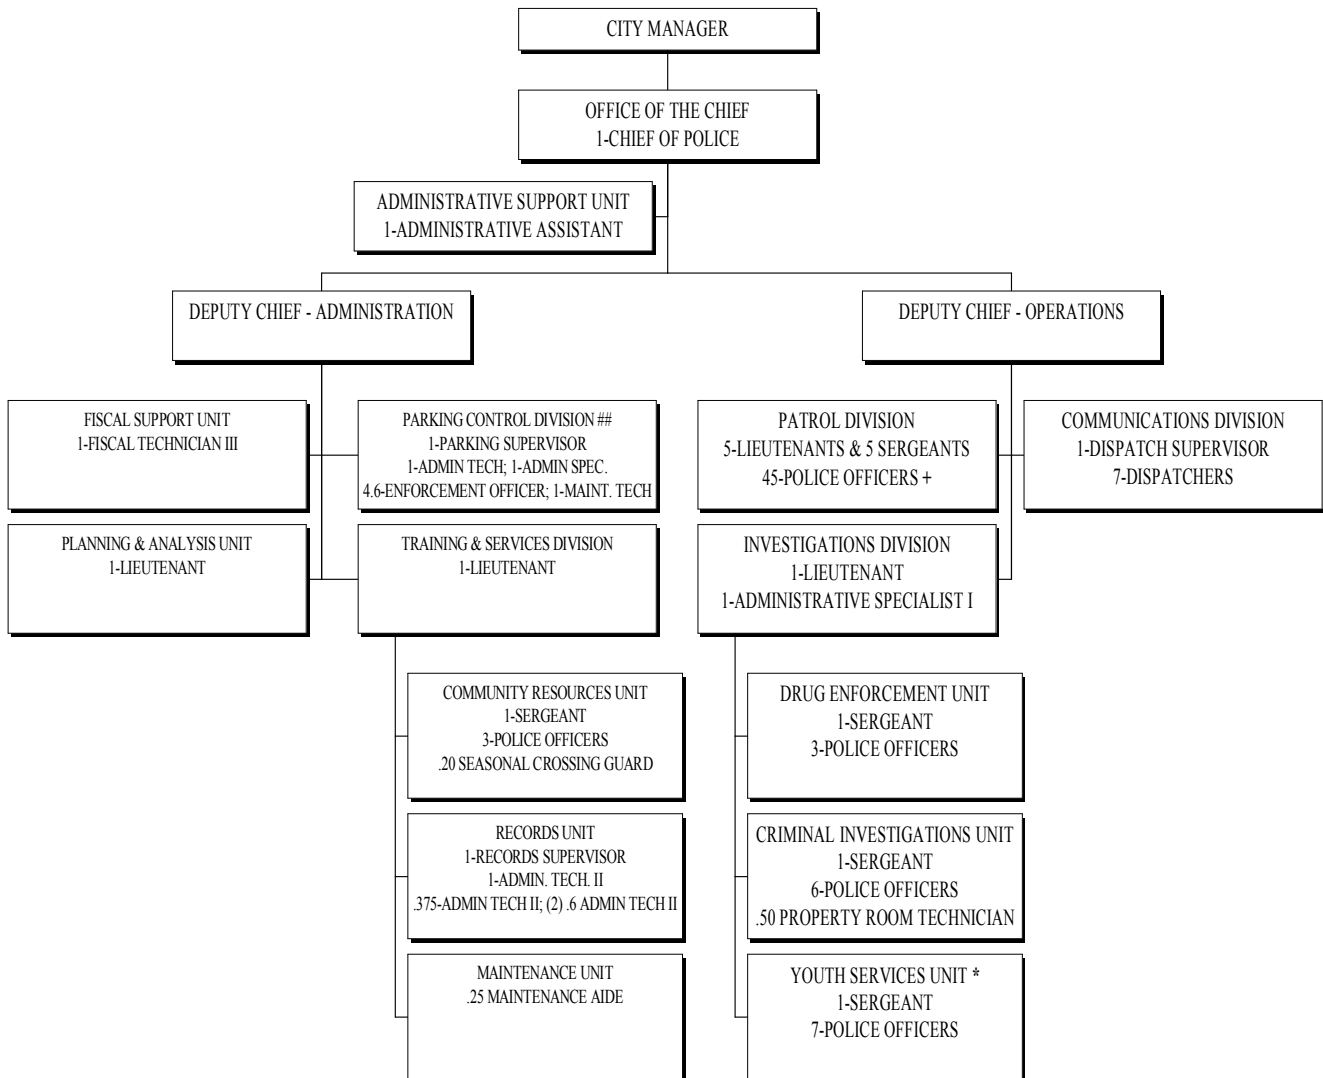 CITY MANAGER
OFFICE OF THE CHIEF
1-CHIEF OF POLICE
ADMINISTRATIVE SUPPORT UNIT
1-ADMINISTRATIVE ASSISTANT
DEPUTY CHIEF - ADMINISTRATION
DEPUTY CHIEF - OPERATIONS
FISCAL SUPPORT UNIT
1-FISCAL TECHNICIAN III
PARKING CONTROL DIVISION ##
1-PARKING SUPERVISOR
1-ADMIN TECH; 1-ADMIN SPEC.
4.6-ENFORCEMENT OFFICER; 1-MAINT. TECH
PATROL DIVISION
5-LIEUTENANTS & 5 SERGEANTS
45-POLICE OFFICERS +
COMMUNICATIONS DIVISION
1-DISPATCH SUPERVISOR
7-DISPATCHERS
PLANNING & ANALYSIS UNIT
1-LIEUTENANT
TRAINING & SERVICES DIVISION
1-LIEUTENANT
INVESTIGATIONS DIVISION
1-LIEUTENANT
1-ADMINISTRATIVE SPECIALIST I
COMMUNITY RESOURCES UNIT
1-SERGEANT
3-POLICE OFFICERS
.20 SEASONAL CROSSING GUARD
DRUG ENFORCEMENT UNIT
1-SERGEANT
3-POLICE OFFICERS
RECORDS UNIT
1-RECORDS SUPERVISOR
1-ADMIN. TECH. II
.375-ADMIN TECH II; (2) .6 ADMIN TECH II
CRIMINAL INVESTIGATIONS UNIT
1-SERGEANT
6-POLICE OFFICERS
.50 PROPERTY ROOM TECHNICIAN
MAINTENANCE UNIT
.25 MAINTENANCE AIDE
YOUTH SERVICES UNIT *
1-SERGEANT
7-POLICE OFFICERS